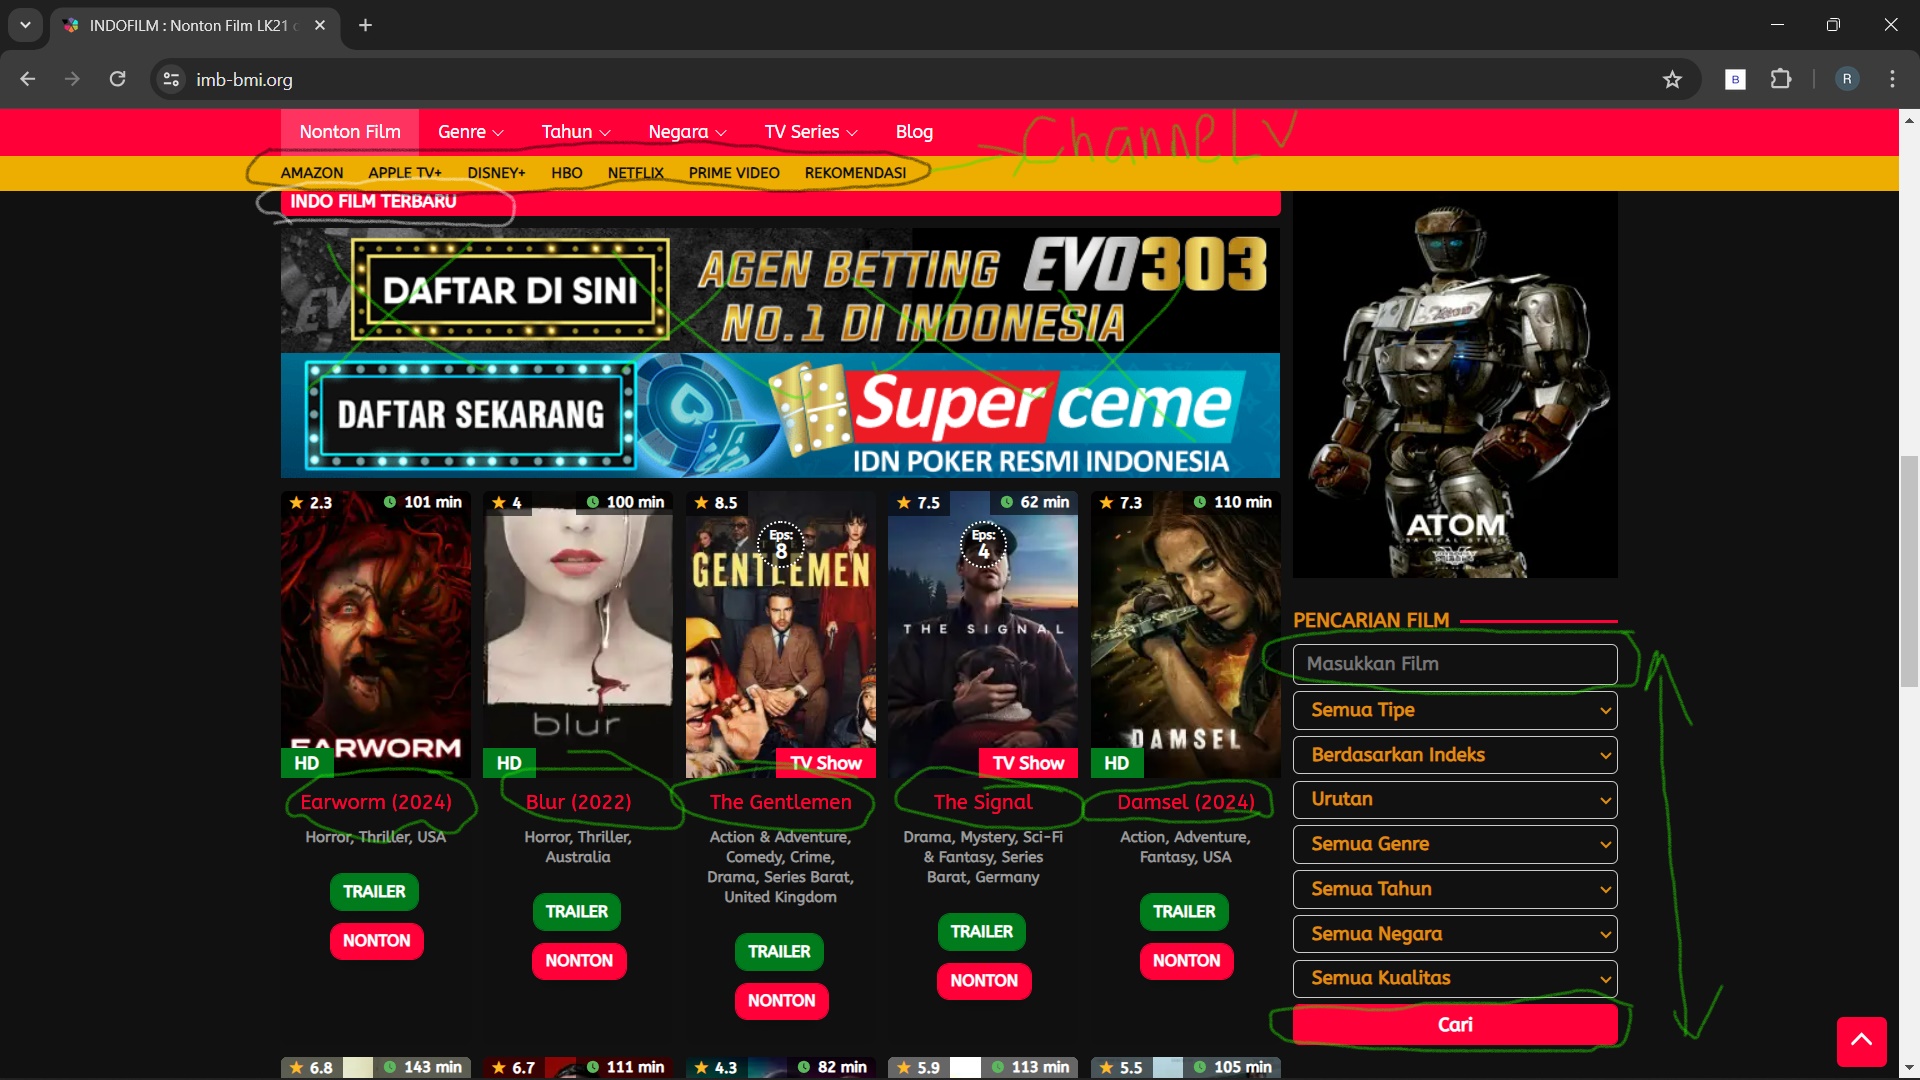 INDOFILM : Nonton Film LK21 
imb-bmi.org
B
R
Nonton Film Genre Tahun Negara TV Series Blog
Channel v
AMAZON APPLE TV+ DISNEY+ HBO NETFLIX PRIME VIDEO REKOMENDASI
INDO FILM TERBARU
DAFTAR DI SINI
AGEN BETTING EVO303
NO.1 DI INDONESIA
DAFTAR SEKARANG
Super ceme
IDN POKER RESMI INDONESIA
ATOM
2.3 101 min
EARWORM
HD
Earworm (2024)
Horror, Thriller, USA
TRAILER
NONTON
4 100 min
blur
HD
Blur (2022)
Horror, Thriller,
Australia
TRAILER
NONTON
8.5
Eps:
8
GENTLEMEN
TV Show
The Gentlemen
Action & Adventure,
Comedy, Crime,
Drama, Series Barat,
United Kingdom
TRAILER
NONTON
7.5 62 min
Eps:
4
THE SIGNAL
TV Show
The Signal
Drama, Mystery, Sci-Fi
& Fantasy, Series
Barat, Germany
TRAILER
NONTON
7.3 110 min
DAMSEL
HD
Damsel (2024)
Action, Adventure,
Fantasy, USA
TRAILER
NONTON
PENCARIAN FILM
Masukkan Film
Semua Tipe
Berdasarkan Indeks
Urutan
Semua Genre
Semua Tahun
Semua Negara
Semua Kualitas
Cari
6.8 143 min
6.7 111 min
4.3 82 min
5.9 113 min
5.5 105 min